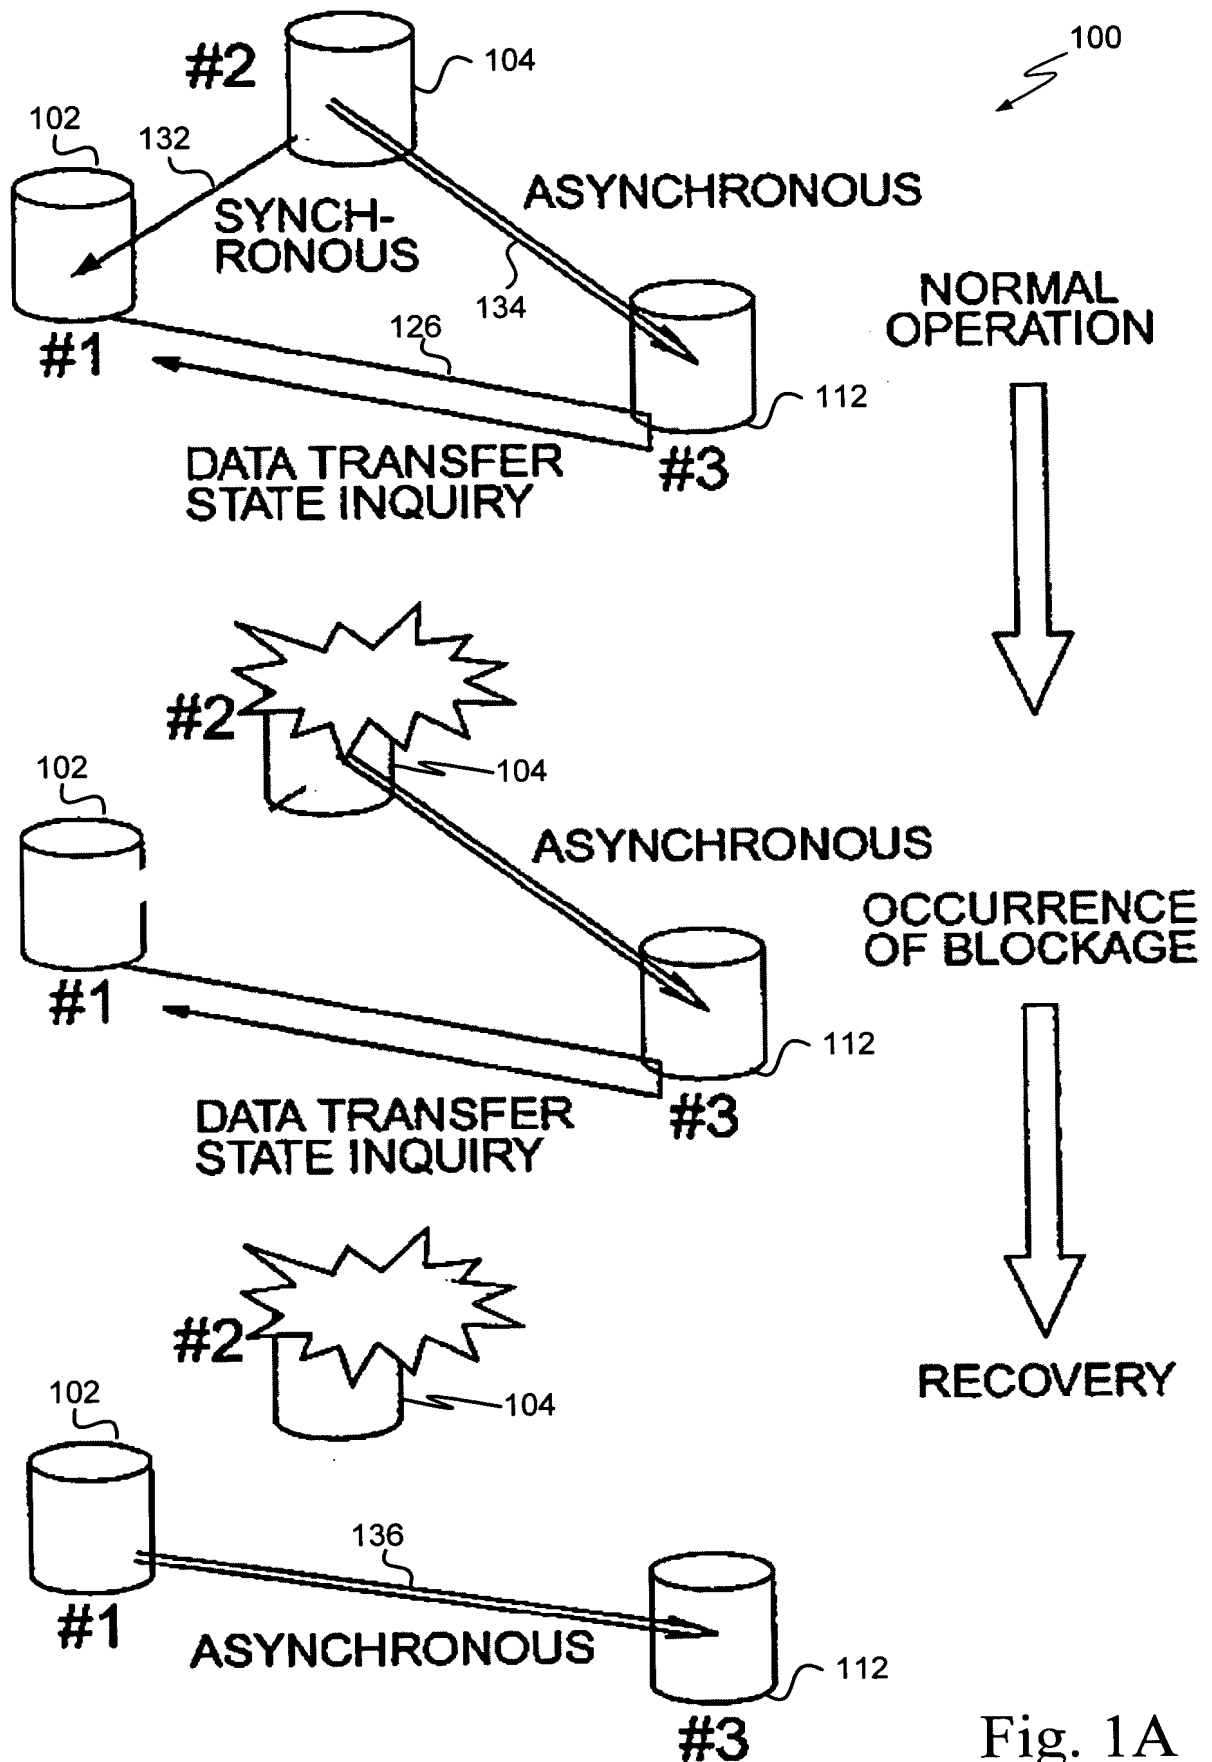 100
#2
104
102
132
ASYNCHRONOUS
SYNCH-
RONOUS
134
NORMAL
OPERATION
126
#1
112
DATA TRANSFER
STATE INQUIRY
#3
#2
102
104
ASYNCHRONOUS
OCCURRENCE
OF BLOCKAGE
#1
112
DATA TRANSFER
STATE INQUIRY
#3
#2
RECOVERY
102
104
136
#1
ASYNCHRONOUS
112
#3
Fig. 1A